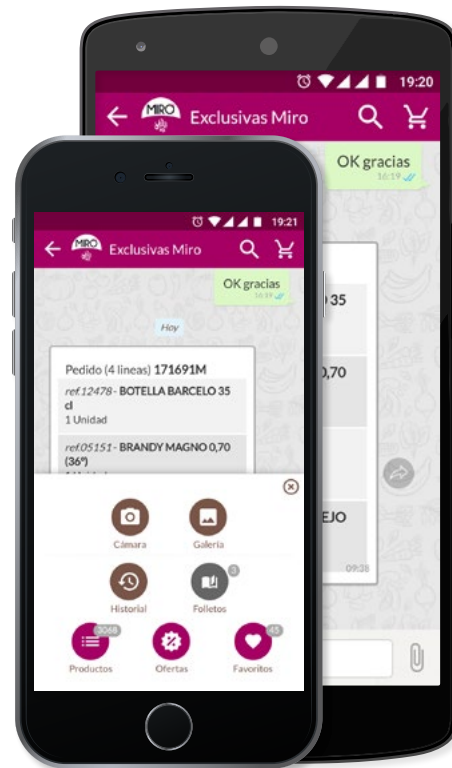 19:20
MIRO
Exclusivas Miro
OK gracias
16:19
35
0,70
EJO
09:38
19:21
MIRO
Exclusivas Miro
OK gracias
16:19
Hoy
Pedido (4 lineas) 171691M
ref.12478 - BOTELLA BARCELO 35
cl
1 Unidad
ref.05151 - BRANDY MAGNO 0,70
(36º)
Cámara
Galería
Historial
3
Folletos
3068
Productos
Ofertas
45
Favoritos